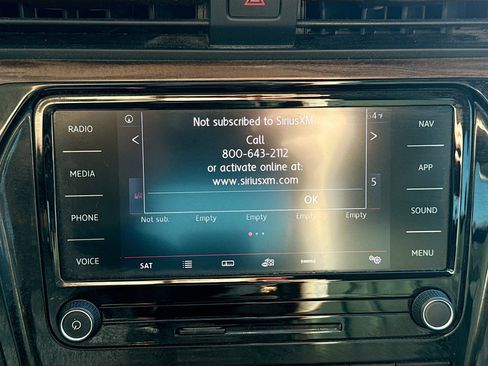 RADIO
MEDIA
PHONE
VOICE
Not subscribed to SiriusXM.
Call
800-643-2112
or activate online at:
www.siriusxm.com
OK
5
Not sub. Empty Empty Empty Empty
SAT
NAV
APP
SOUND
MENU